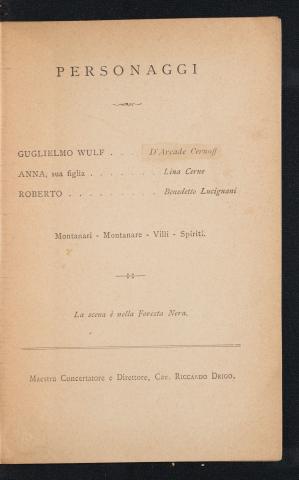 PERSONAGGI
GUGLIELMO WULF . . . . D'Arcade Cernoff
ANNA, sua figlia . . . . . . . . Lina Cerne
ROBERTO . . . . . . . . . . Benedetto Lucignani
Montanari - Montanare - Villi - Spiriti.
La scena è nella Foresta Nera.
MAESTRO Concertatore e Direttore, CAV. RICCARDO DRIGO.